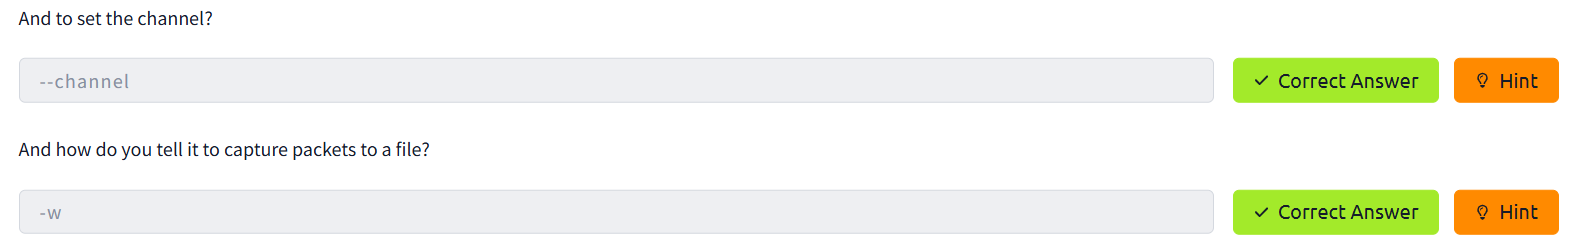 And to set the channel?
--channel
Correct Answer
Hint
And how do you tell it to capture packets to a file?
-w
Correct Answer
Hint